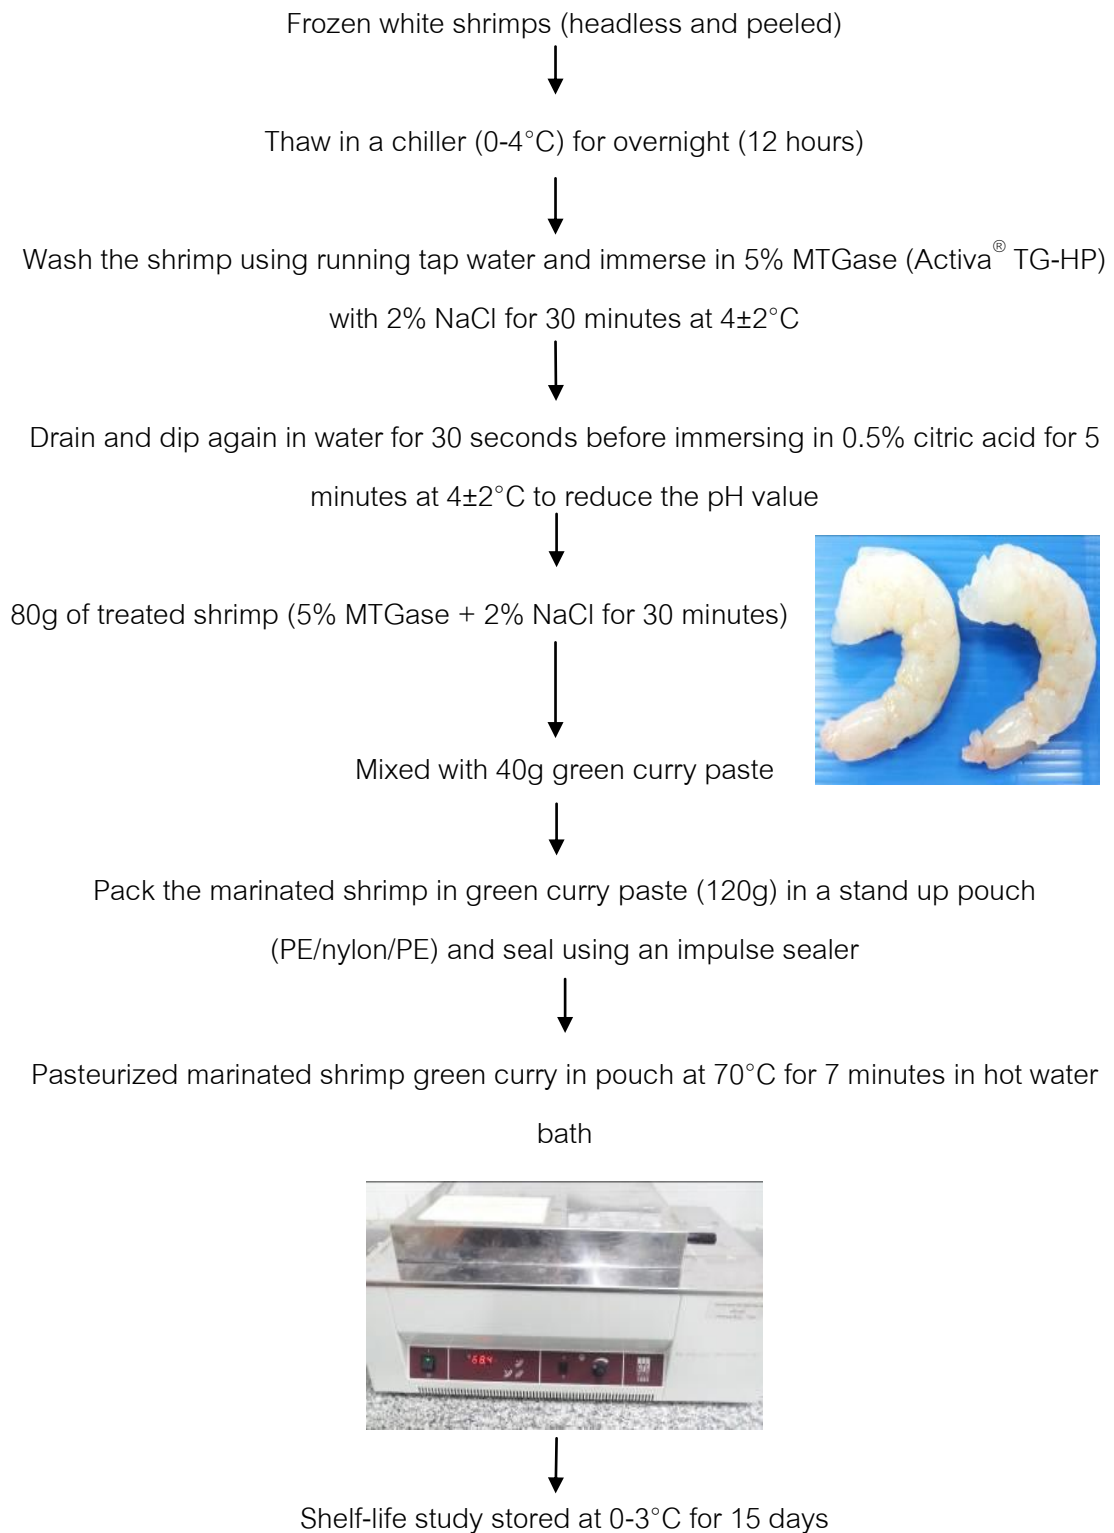 Frozen white shrimps (headless and peeled)
Thaw in a chiller (0-4°C) for overnight (12 hours)
Wash the shrimp using running tap water and immerse in 5% MTGase (Activa® TG-HP)
with 2% NaCl for 30 minutes at 4±2°C
Drain and dip again in water for 30 seconds before immersing in 0.5% citric acid for 5
minutes at 4±2°C to reduce the pH value
80g of treated shrimp (5% MTGase + 2% NaCl for 30 minutes)
Mixed with 40g green curry paste
Pack the marinated shrimp in green curry paste (120g) in a stand up pouch
(PE/nylon/PE) and seal using an impulse sealer
Pasteurized marinated shrimp green curry in pouch at 70°C for 7 minutes in hot water
bath
68.4
Shelf-life study stored at 0-3°C for 15 days